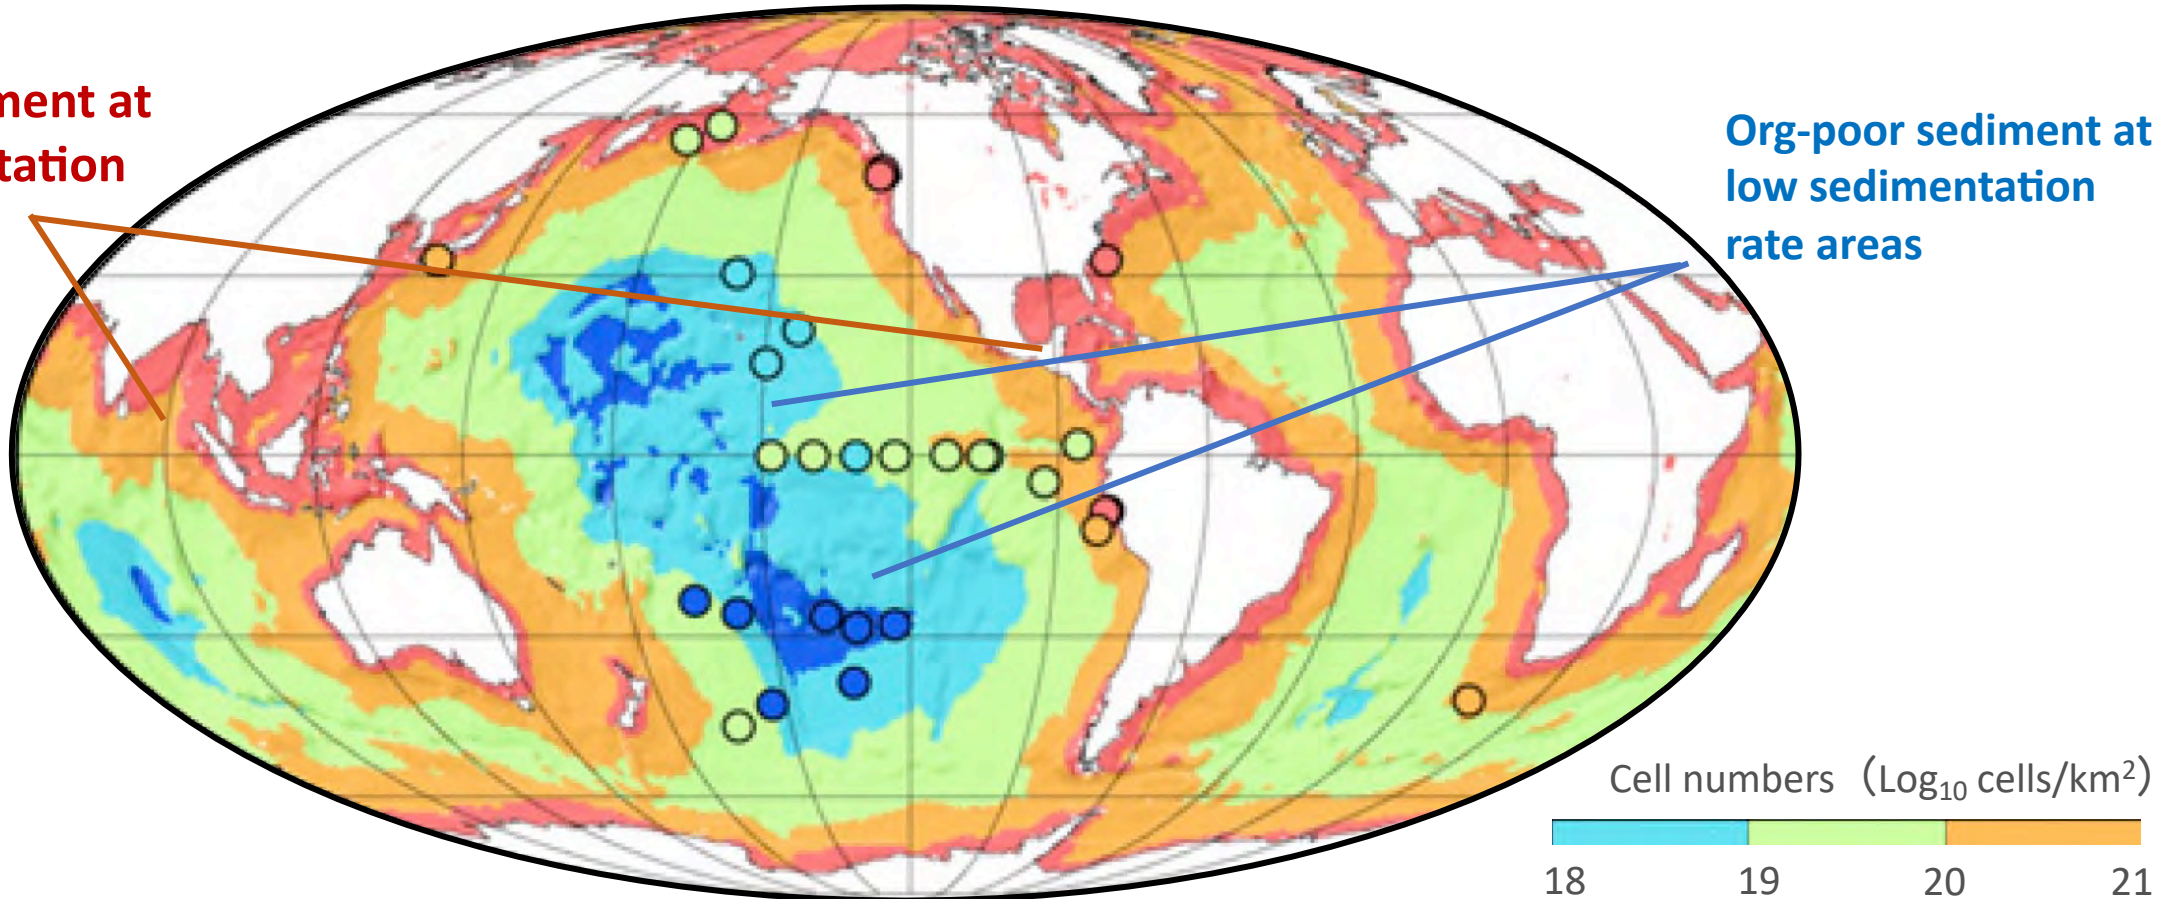 ment at
tation
Org-poor sediment at
low sedimentation
rate areas
Cell numbers（Log₁₀ cells/km²）
18 19 20 21